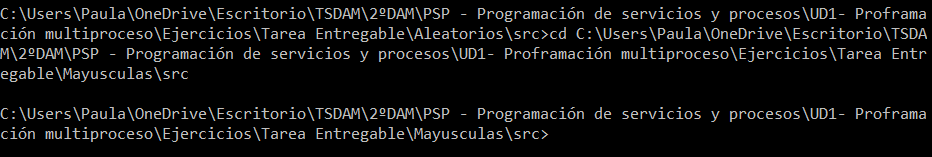 C:\Users\Paula\OneDrive\Escritorio\TSDAM\2ºDAM\PSP - Programación de servicios y procesos\UD1- Proframa
ción multiproceso\Ejercicios\Tarea Entregable\Aleatorios\src>cd C:\Users\Paula\OneDrive\Escritorio\TSDA
M\2ºDAM\PSP - Programación de servicios y procesos\UD1- Proframación multiproceso\Ejercicios\Tarea Entr
egable\Mayusculas\src
C:\Users\Paula\OneDrive\Escritorio\TSDAM\2ºDAM\PSP - Programación de servicios y procesos\UD1- Proframa
ción multiproceso\Ejercicios\Tarea Entregable\Mayusculas\src>